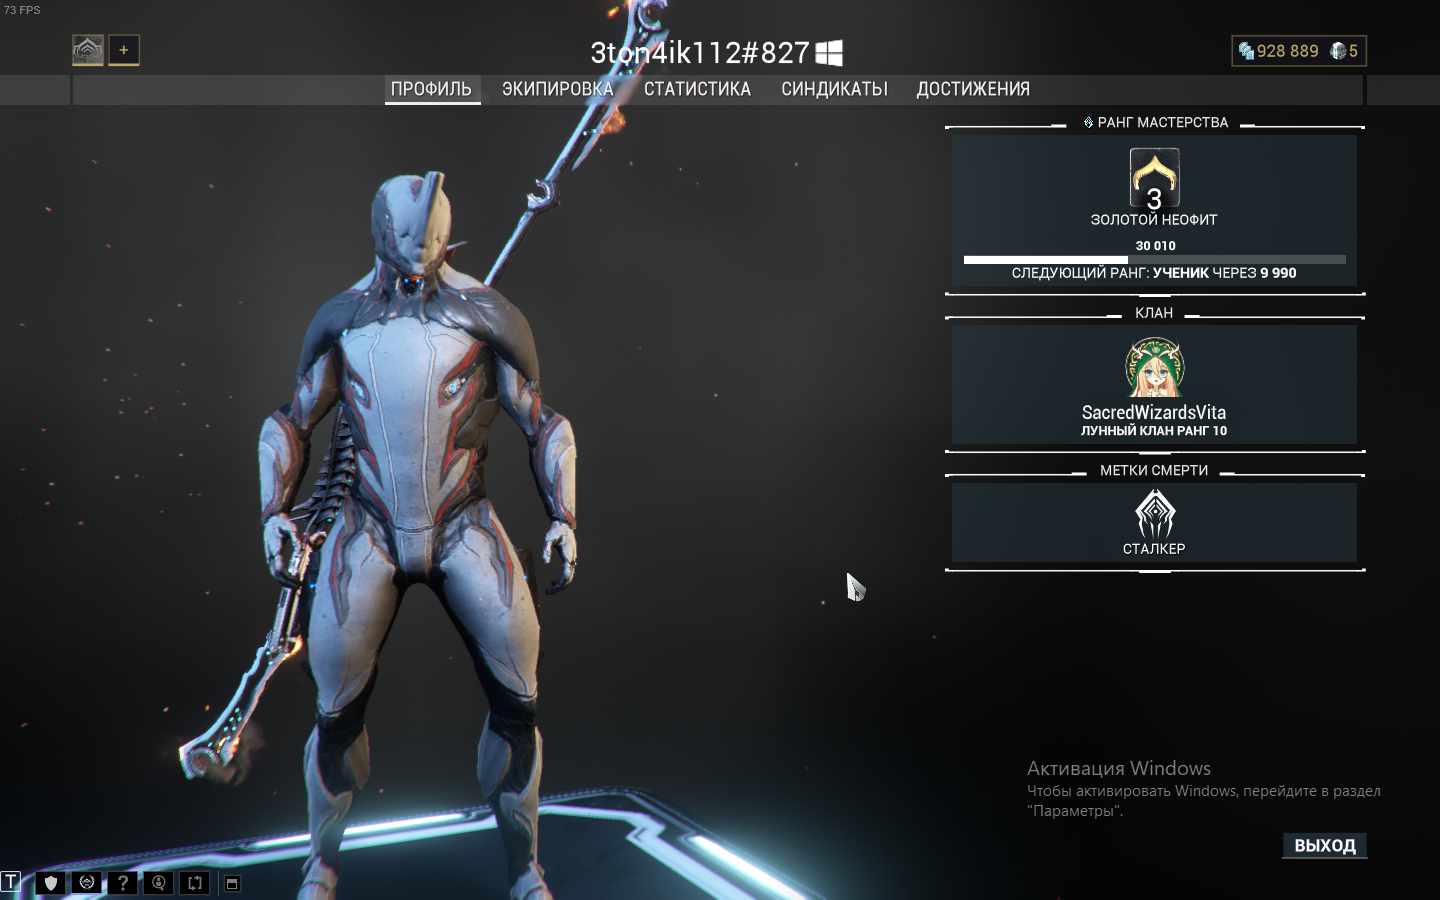 73 FPS
3ton4ik112#827
928 889 5
ПРОФИЛЬ ЭКИПИРОВКА СТАТИСТИКА СИНДИКАТЫ ДОСТИЖЕНИЯ
РАНГ МАСТЕРСТВА
3
ЗОЛОТОЙ НЕОФИТ
30 010
СЛЕДУЮЩИЙ РАНГ: УЧЕНИК ЧЕРЕЗ 9 990
КЛАН
SacredWizardsVita
ЛУННЫЙ КЛАН РАНГ 10
МЕТКИ СМЕРТИ
СТАЛКЕР
Активация Windows
Чтобы активировать Windows, перейдите в раздел
"Параметры".
ВЫХОД
T